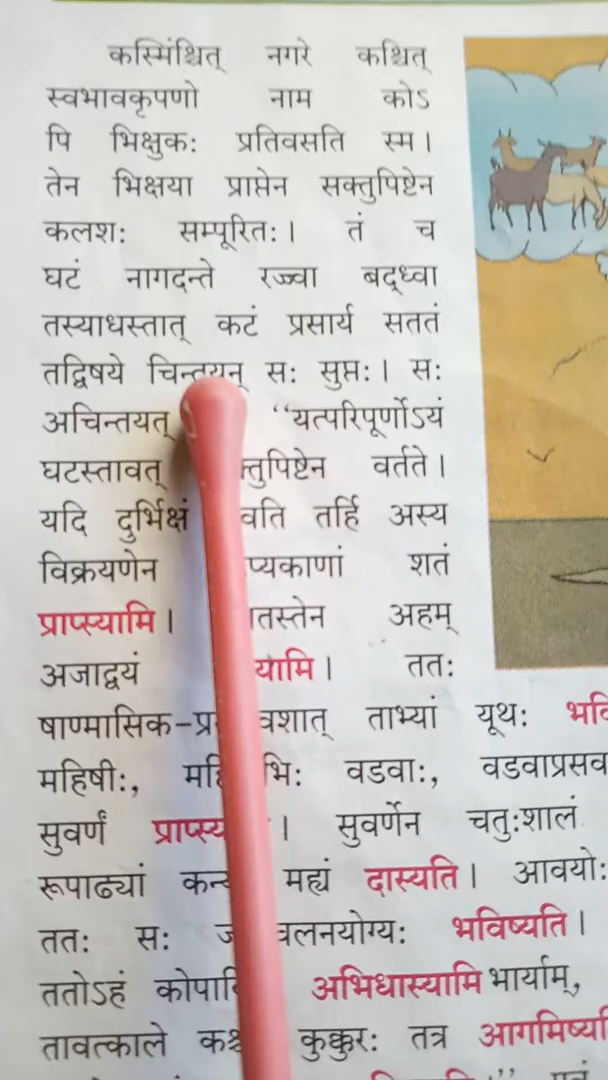 कस्मिंश्चित् नगरे कश्चित्
स्वभावकृपणो नाम कोऽ
पि भिक्षुकः प्रतिवसति स्म।
तेन भिक्षया प्राप्तेन सक्तुपिष्टेन
कलशः सम्पूरितः। तं च
घटं नागदन्ते रज्ज्वा बद्ध्वा
तस्याधस्तात् कटं प्रसार्य सततं
तद्विषये चिन्तयन् सः सुप्तः। सः
अचिन्तयत् “यत्परिपूर्णोऽयं
घटस्तावत् वर्तते।
यदि दुर्भिक्षं तर्हि अस्य
विक्रयणेन शतं
प्राप्स्यामि। अहम्
अजाद्वयं ततः
षाण्मासिक ताभ्यां यूथः
महिषीः, वडवाः,
सुवर्णं सुवर्णेन चतुःशालं
रूपाढ्यां मह्यं दास्यति। आवयोः
ततः सः भविष्यति।
ततोऽहं अभिधास्यामि भार्याम्,
तावत्काले कुक्कुरः तत्र